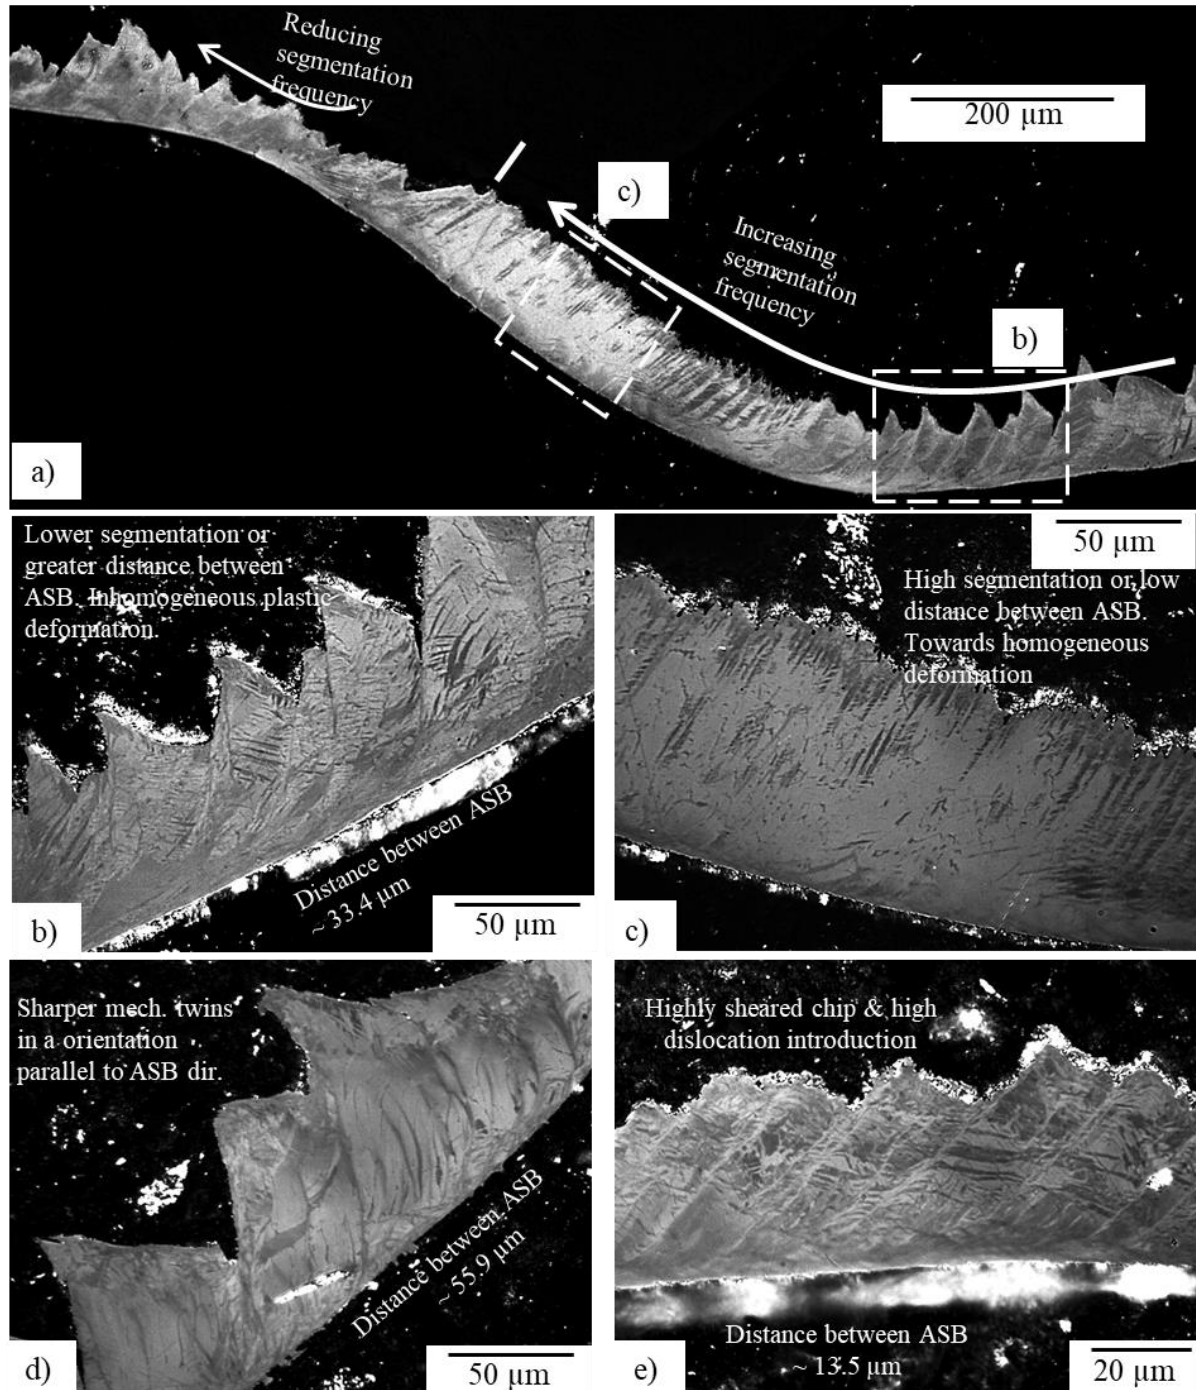 Reducing
segmentation
frequency
200 µm
c)
Increasing
segmentation
frequency
b)
a)
Lower segmentation or
greater distance between
ASB. Inhomogeneous plastic
deformation.
Distance between ASB
~ 33.4 µm
50 µm
b)
50 µm
High segmentation or low
distance between ASB.
Towards homogeneous
deformation
c)
Sharper mech. twins
in a orientation
parallel to ASB dir.
Distance between ASB
~55.9 µm
50 µm
d)
Highly sheared chip & high
dislocation introduction
Distance between ASB
~ 13.5 µm
20 µm
e)